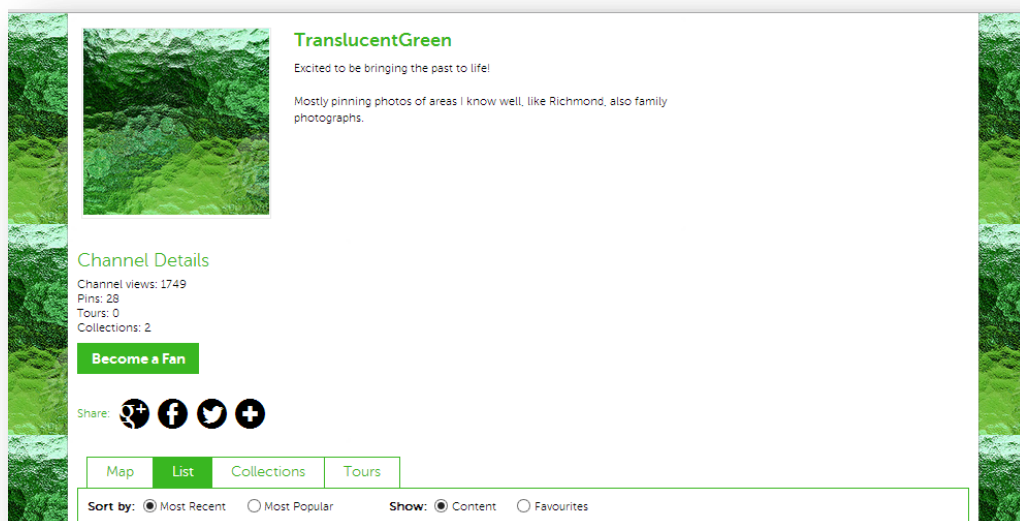 TranslucentGreen
Excited to be bringing the past to life!
Mostly pinning photos of areas I know well, like Richmond, also family
photographs.
Channel Details
Channel views: 1749
Pins: 28
Tours: 0
Collections: 2
Become a Fan
Share:
Map List Collections Tours
Sort by: Most Recent Most Popular Show: Content Favourites